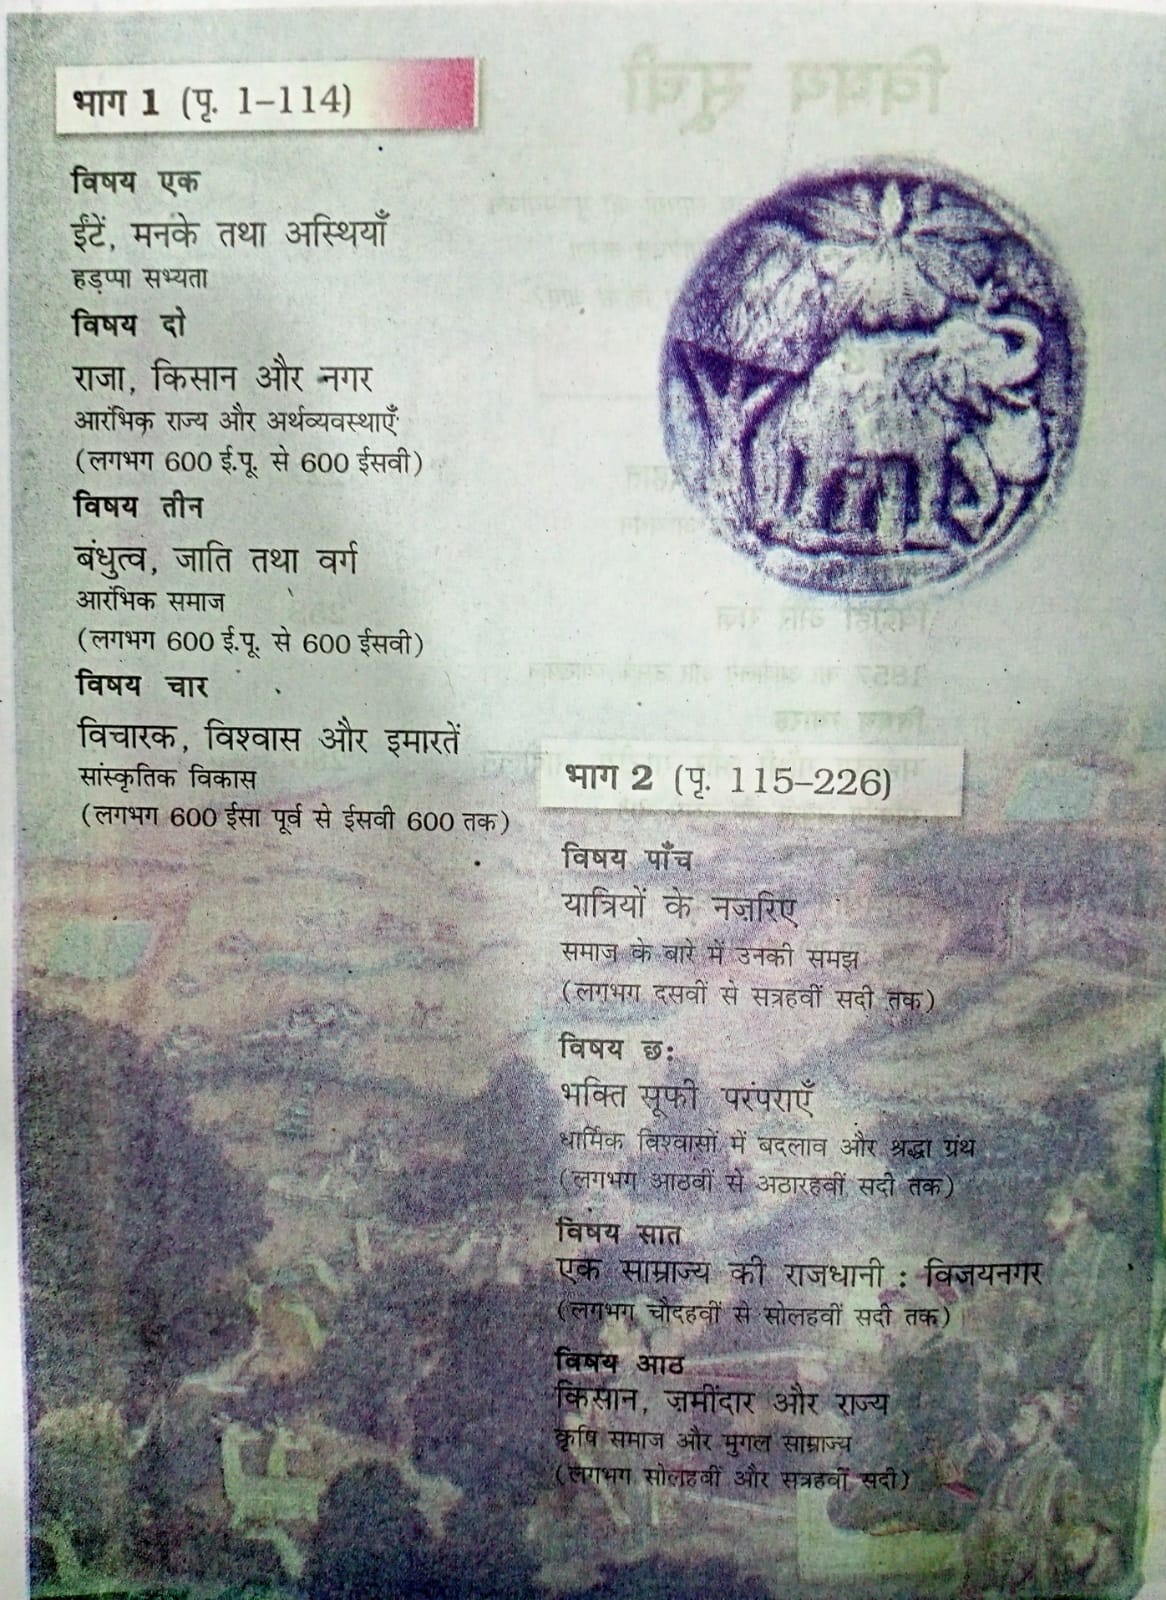 भाग 1 (पृ. 1–114)
विषय एक
ईंटें, मनके तथा अस्थियाँ
हड़प्पा सभ्यता
विषय दो
राजा, किसान और नगर
आरंभिक राज्य और अर्थव्यवस्थाएँ
(लगभग 600 ई.पू. से 600 ईसवी)
विषय तीन
बंधुत्व, जाति तथा वर्ग
आरंभिक समाज
(लगभग 600 ई.पू. से 600 ईसवी)
विषय चार
विचारक, विश्वास और इमारतें
सांस्कृतिक विकास
(लगभग 600 ईसा पूर्व से ईसवी 600 तक)
भाग 2 (पृ. 115–226)
विषय पाँच
यात्रियों के नज़रिए
समाज के बारे में उनकी समझ
(लगभग दसवीं से सत्रहवीं सदी तक)
विषय छ:
भक्ति सूफी परंपराएँ
धार्मिक विश्वासों में बदलाव और श्रद्धा ग्रंथ
(लगभग आठवीं से अठारहवीं सदी तक)
विषय सात
एक साम्राज्य की राजधानी : विजयनगर
(लगभग चौदहवीं से सोलहवीं सदी तक)
विषय आठ
किसान, ज़मींदार और राज्य
कृषि समाज और मुगल साम्राज्य
(लगभग सोलहवीं और सत्रहवीं सदी)